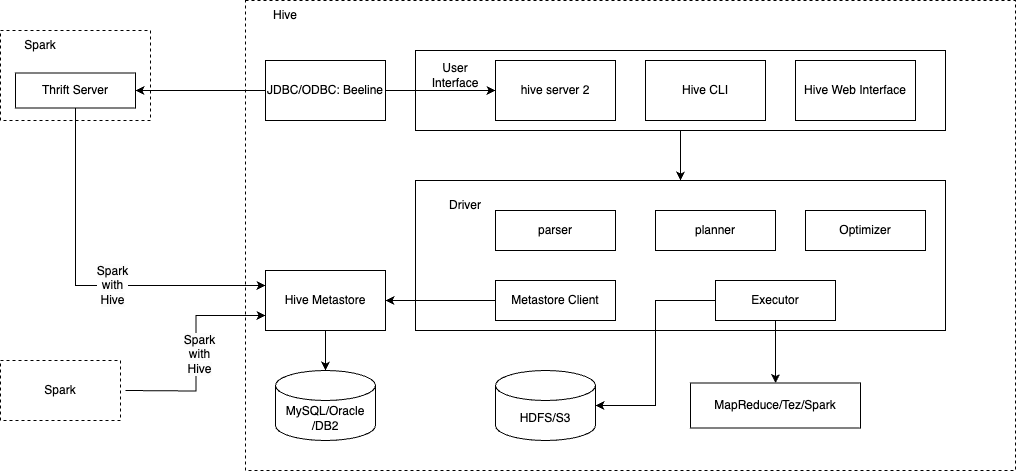 Hive
Spark
Thrift Server
JDBC/ODBC: Beeline
User
Interface
hive server 2
Hive CLI
Hive Web Interface
Driver
parser
planner
Optimizer
Spark
with
Hive
Hive Metastore
Metastore Client
Executor
Spark
with
Hive
Spark
MySQL/Oracle
/DB2
HDFS/S3
MapReduce/Tez/Spark